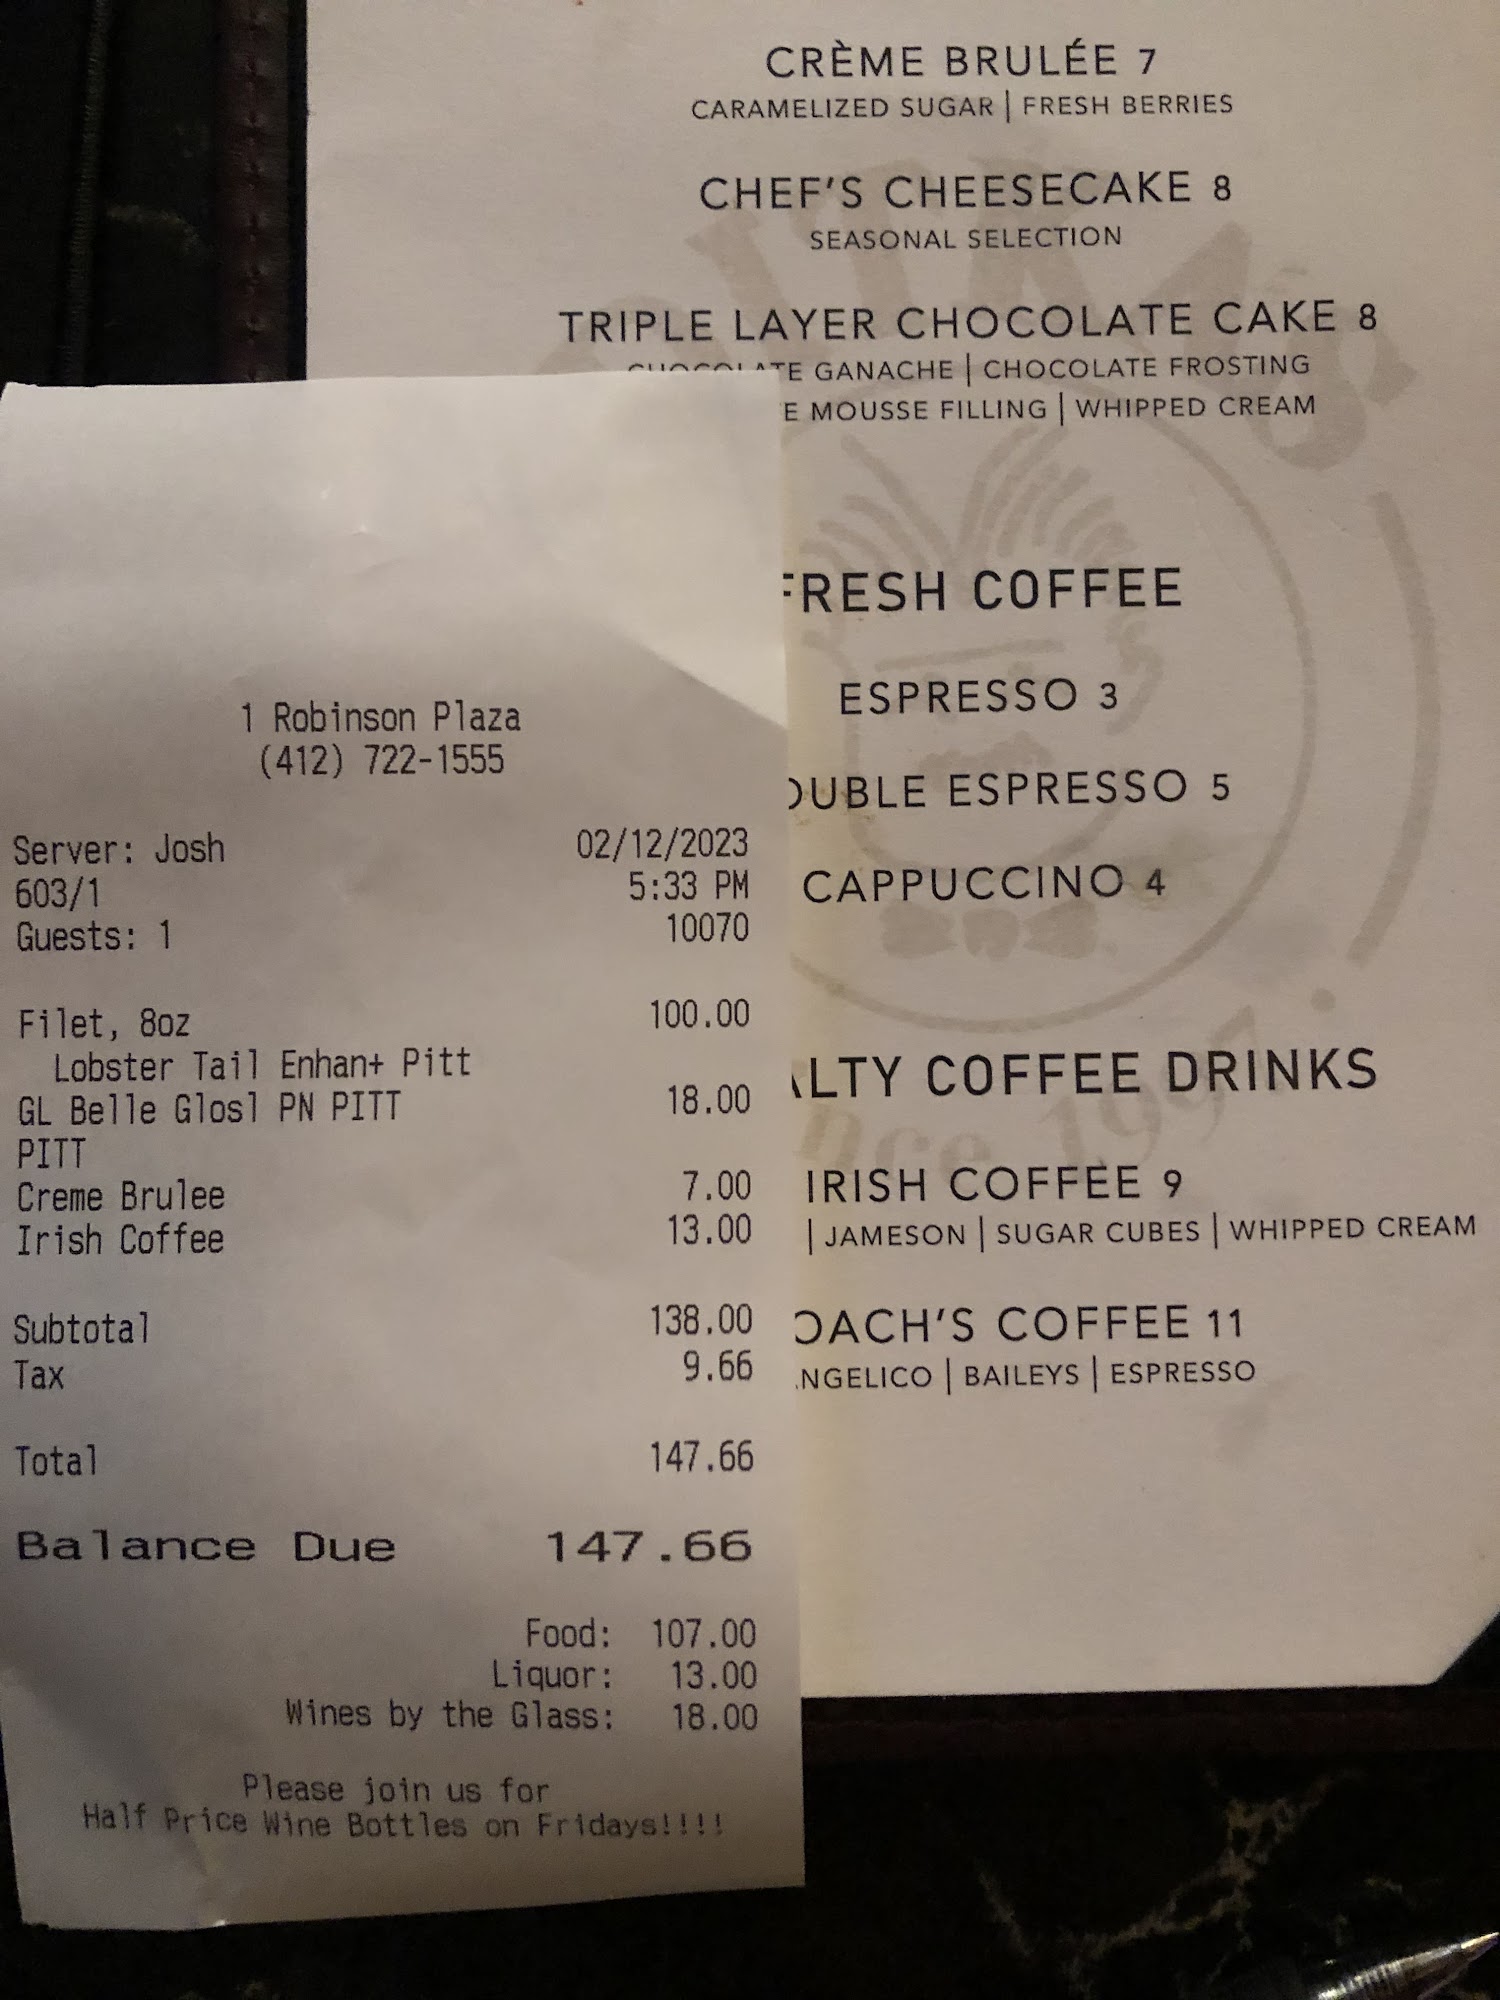 CRÈME BRULÉE 7
CARAMELIZED SUGAR | FRESH BERRIES
CHEF'S CHEESECAKE 8
SEASONAL SELECTION
TRIPLE LAYER CHOCOLATE CAKE 8
CHOCOLATE GANACHE | CHOCOLATE FROSTING
E MOUSSE FILLING | WHIPPED CREAM
FRESH COFFEE
ESPRESSO 3
OUBLE ESPRESSO 5
CAPPUCCINO 4
ALTY COFFEE DRINKS
IRISH COFFEE 9
| JAMESON | SUGAR CUBES | WHIPPED CREAM
OACH'S COFFEE 11
NGELICO | BAILEYS | ESPRESSO
nce 1997
1 Robinson Plaza
(412) 722-1555
Server: Josh 02/12/2023
603/1 5:33 PM
Guests: 1 10070
Filet, 8oz 100.00
Lobster Tail Enhan+ Pitt
GL Belle Glosl PN PITT 18.00
PITT
Creme Brulee 7.00
Irish Coffee 13.00
Subtotal 138.00
Tax 9.66
Total 147.66
Balance Due 147.66
Food: 107.00
Liquor: 13.00
Wines by the Glass: 18.00
Please join us for
Half Price Wine Bottles on Fridays!!!!